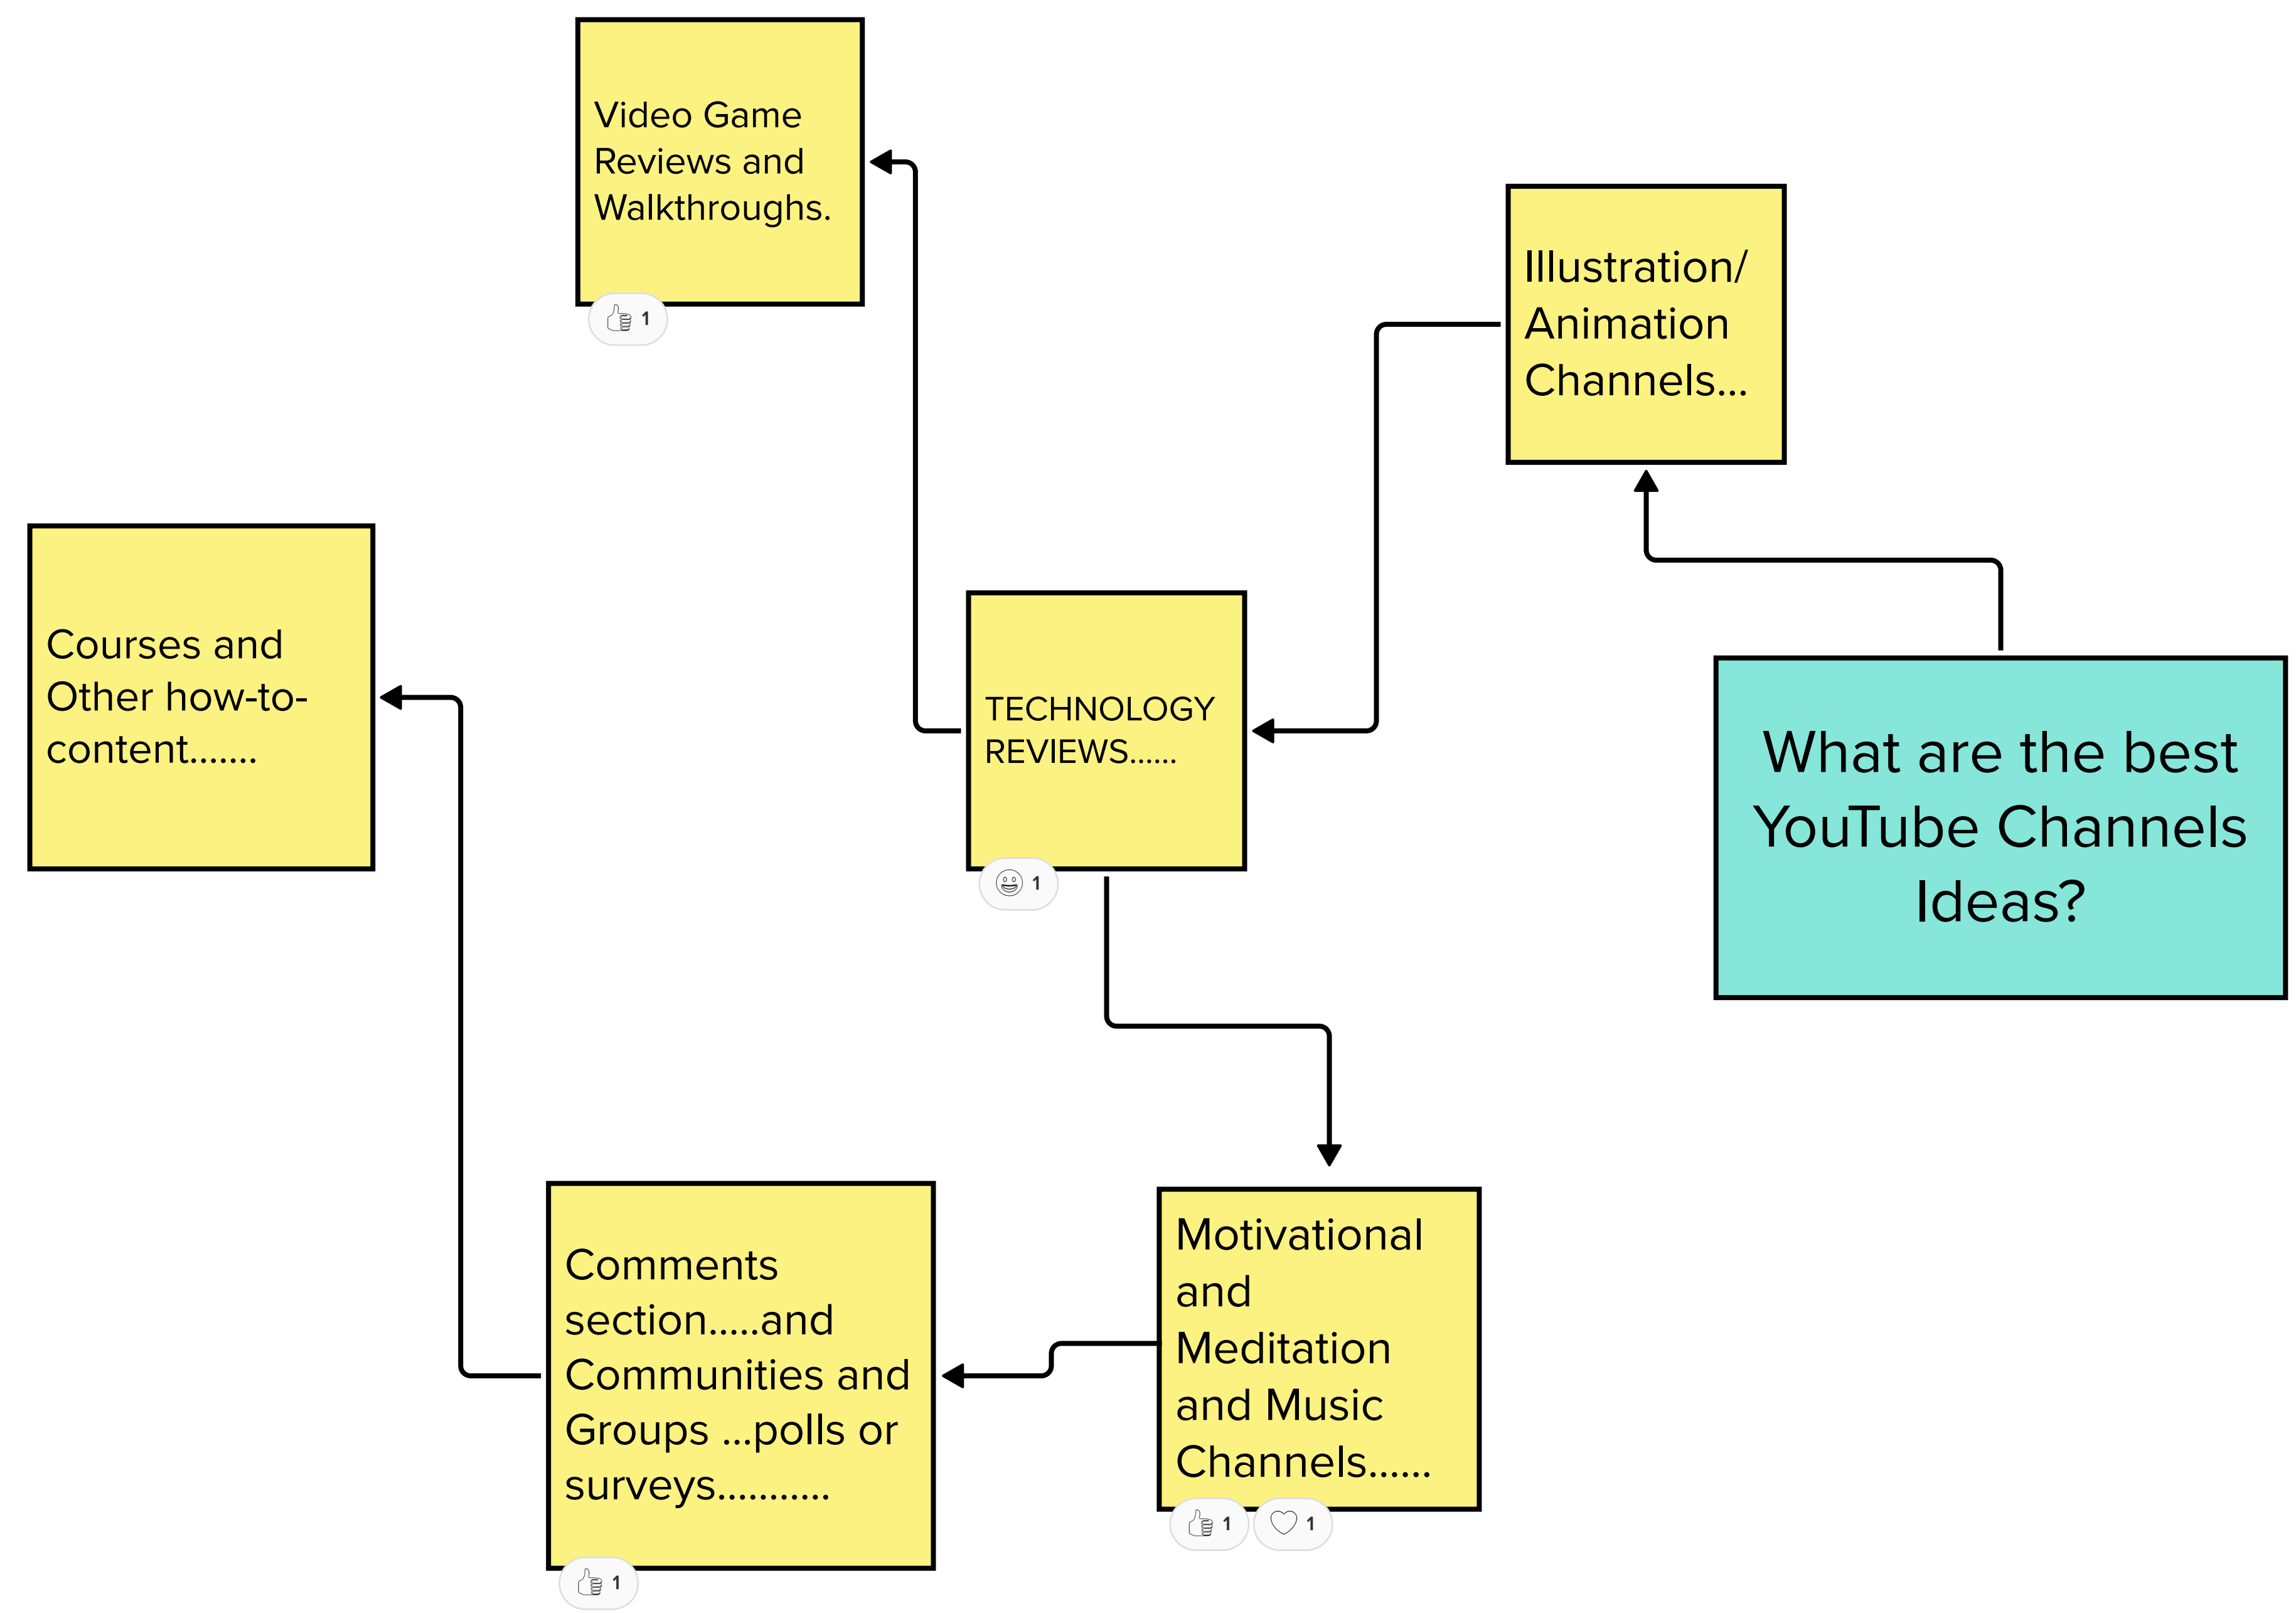 Video Game
Reviews and
Walkthroughs.
1
Illustration/
Animation
Channels...
Courses and
Other how-to-
content.......
TECHNOLOGY
REVIEWS......
1
What are the best
YouTube Channels
Ideas?
Comments
section.....and
Communities and
Groups ...polls or
surveys...........
1
Motivational
and
Meditation
and Music
Channels......
1
1